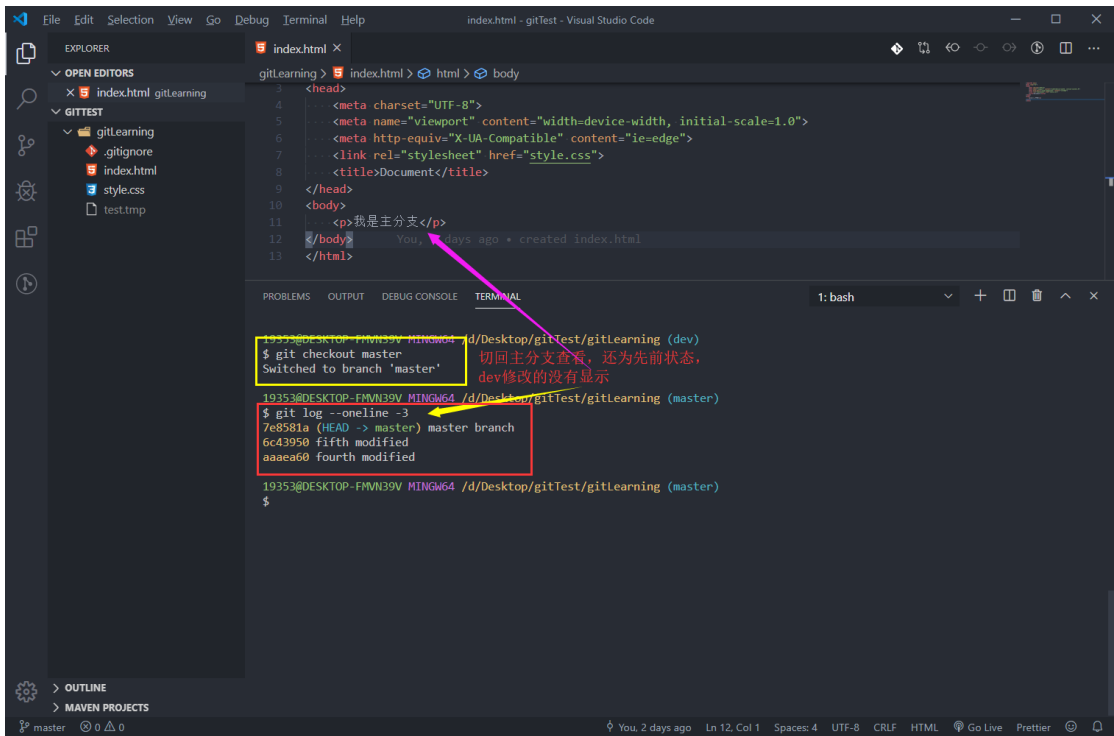 File Edit Selection View Go Debug Terminal Help
index.html - gitTest - Visual Studio Code
EXPLORER
OPEN EDITORS
index.html gitLearning
GITTEST
gitLearning
.gitignore
index.html
style.css
test.tmp
OUTLINE
MAVEN PROJECTS
index.html
gitLearning > index.html > html > body
3 <head>
4 <meta charset="UTF-8">
5 <meta name="viewport" content="width=device-width, initial-scale=1.0">
6 <meta http-equiv="X-UA-Compatible" content="ie=edge">
7 <link rel="stylesheet" href="style.css">
8 <title>Document</title>
9 </head>
10 <body>
11 <p>我是主分支</p>
12 </body> You, days ago • created index.html
13 </html>
PROBLEMS OUTPUT DEBUG CONSOLE TERMINAL
1: bash
19353@DESKTOP-FMVN39V MINGW64 /d/Desktop/gitTest/gitLearning (dev)
$ git checkout master
Switched to branch 'master'
切回主分支查看，还为先前状态，
dev修改的没有显示
19353@DESKTOP-FMVN39V MINGW64 /d/Desktop/gitTest/gitLearning (master)
$ git log --oneline -3
7e8581a (HEAD -> master) master branch
6c43950 fifth modified
aaaea60 fourth modified
19353@DESKTOP-FMVN39V MINGW64 /d/Desktop/gitTest/gitLearning (master)
$
master 0 0
You, 2 days ago Ln 12, Col 1 Spaces: 4 UTF-8 CRLF HTML Go Live Prettier